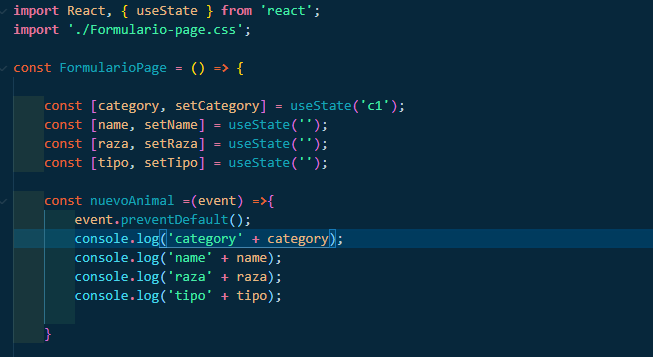 import React, { useState } from 'react';
import './Formulario-page.css';
const FormularioPage = () => {
const [category, setCategory] = useState('c1');
const [name, setName] = useState('');
const [raza, setRaza] = useState('');
const [tipo, setTipo] = useState('');
const nuevoAnimal =(event) =>{
event.preventDefault();
console.log('category' + category);
console.log('name' + name);
console.log('raza' + raza);
console.log('tipo' + tipo);
}